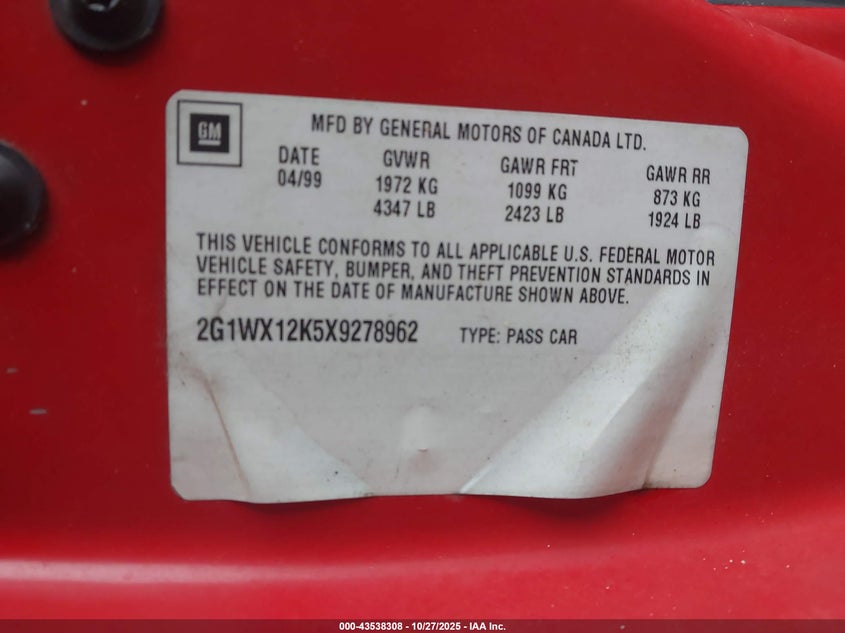 GM
MFD BY GENERAL MOTORS OF CANADA LTD.
DATE GVWR GAWR FRT GAWR RR
04/99 1972 KG 1099 KG 873 KG
4347 LB 2423 LB 1924 LB
THIS VEHICLE CONFORMS TO ALL APPLICABLE U.S. FEDERAL MOTOR
VEHICLE SAFETY, BUMPER, AND THEFT PREVENTION STANDARDS IN
EFFECT ON THE DATE OF MANUFACTURE SHOWN ABOVE.
2G1WX12K5X9278962 TYPE: PASS CAR
000-43538308 - 10/27/2025 - IAA Inc.